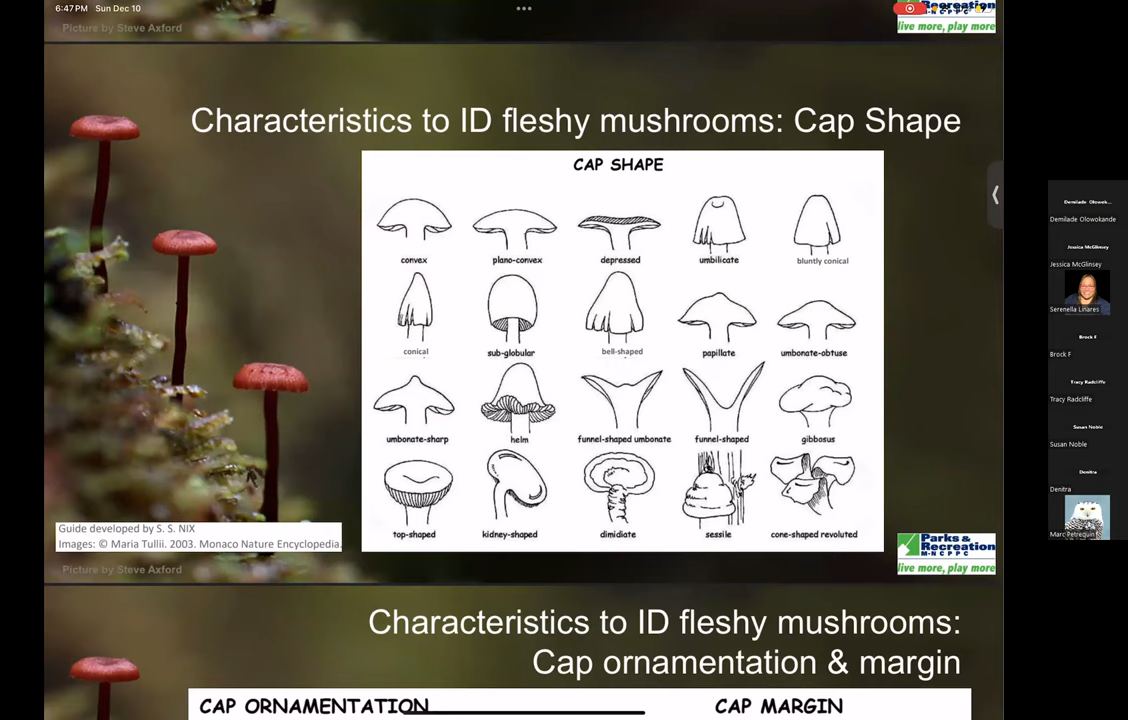 6:47 PM Sun Dec 10
Picture by Steve Axford
Recreation
M-NCPPC
live more, play more
Characteristics to ID fleshy mushrooms: Cap Shape
CAP SHAPE
convex
plano-convex
depressed
umbilicate
bluntly conical
conical
sub-globular
bell-shaped
papillate
umbonate-obtuse
umbonate-sharp
helm
funnel-shaped umbonate
funnel-shaped
gibbosus
top-shaped
kidney-shaped
dimidiate
sessile
cone-shaped revoluted
Guide developed by S. S. NIX
Images: © Maria Tullii. 2003. Monaco Nature Encyclopedia.
Picture by Steve Axford
Parks &
Recreation
M-NCPPC
live more, play more
Characteristics to ID fleshy mushrooms:
Cap ornamentation & margin
CAP ORNAMENTATION
CAP MARGIN
Demilade Olowok...
Demilade Olowokande
Jessica McGlinsey
Jessica McGlinsey
Serenella Linares
Brock F
Brock F
Tracy Radcliffe
Tracy Radcliffe
Susan Noble
Susan Noble
Denitra
Denitra
Marc Petrequin